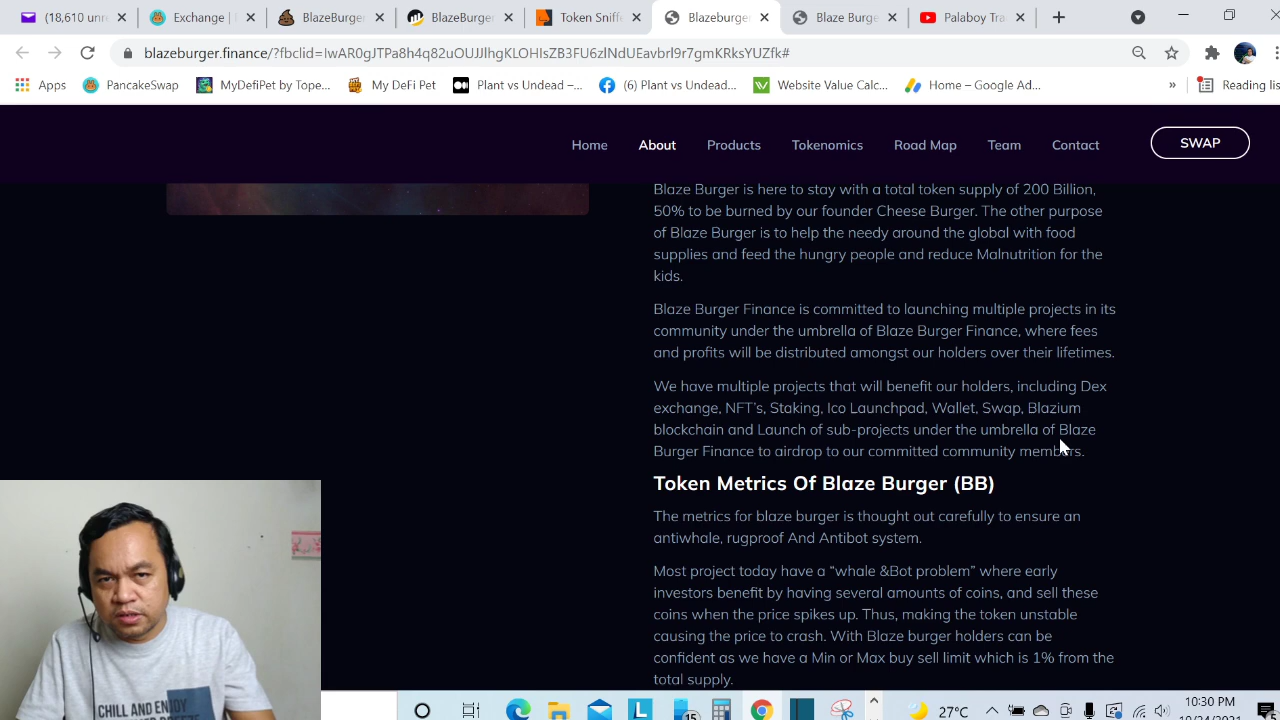 (18,610 unr
Exchange |
BlazeBurger
BlazeBurger
Token Sniffe
Blazeburger
Blaze Burge
Palaboy Tra
blazeburger.finance/?fbclid=IwAR0gJTPa8h4q82uOUJlhgKLOHIsZB3FU6zlNdUEavbrl9r7gmKRksYUZfk#
Apps
PancakeSwap
MyDefiPet by Tope...
My DeFi Pet
Plant vs Undead –...
(6) Plant vs Undead...
Website Value Calc...
Home – Google Ad...
»
Reading lis
Home
About
Products
Tokenomics
Road Map
Team
Contact
SWAP
Blaze Burger is here to stay with a total token supply of 200 Billion,
50% to be burned by our founder Cheese Burger. The other purpose
of Blaze Burger is to help the needy around the global with food
supplies and feed the hungry people and reduce Malnutrition for the
kids.
Blaze Burger Finance is committed to launching multiple projects in its
community under the umbrella of Blaze Burger Finance, where fees
and profits will be distributed amongst our holders over their lifetimes.
We have multiple projects that will benefit our holders, including Dex
exchange, NFT's, Staking, Ico Launchpad, Wallet, Swap, Blazium
blockchain and Launch of sub-projects under the umbrella of Blaze
Burger Finance to airdrop to our committed community members.
Token Metrics Of Blaze Burger (BB)
The metrics for blaze burger is thought out carefully to ensure an
antiwhale, rugproof And Antibot system.
Most project today have a “whale &Bot problem” where early
investors benefit by having several amounts of coins, and sell these
coins when the price spikes up. Thus, making the token unstable
causing the price to crash. With Blaze burger holders can be
confident as we have a Min or Max buy sell limit which is 1% from the
total supply.
CHILL AND ENJOY
27°C
10:30 PM